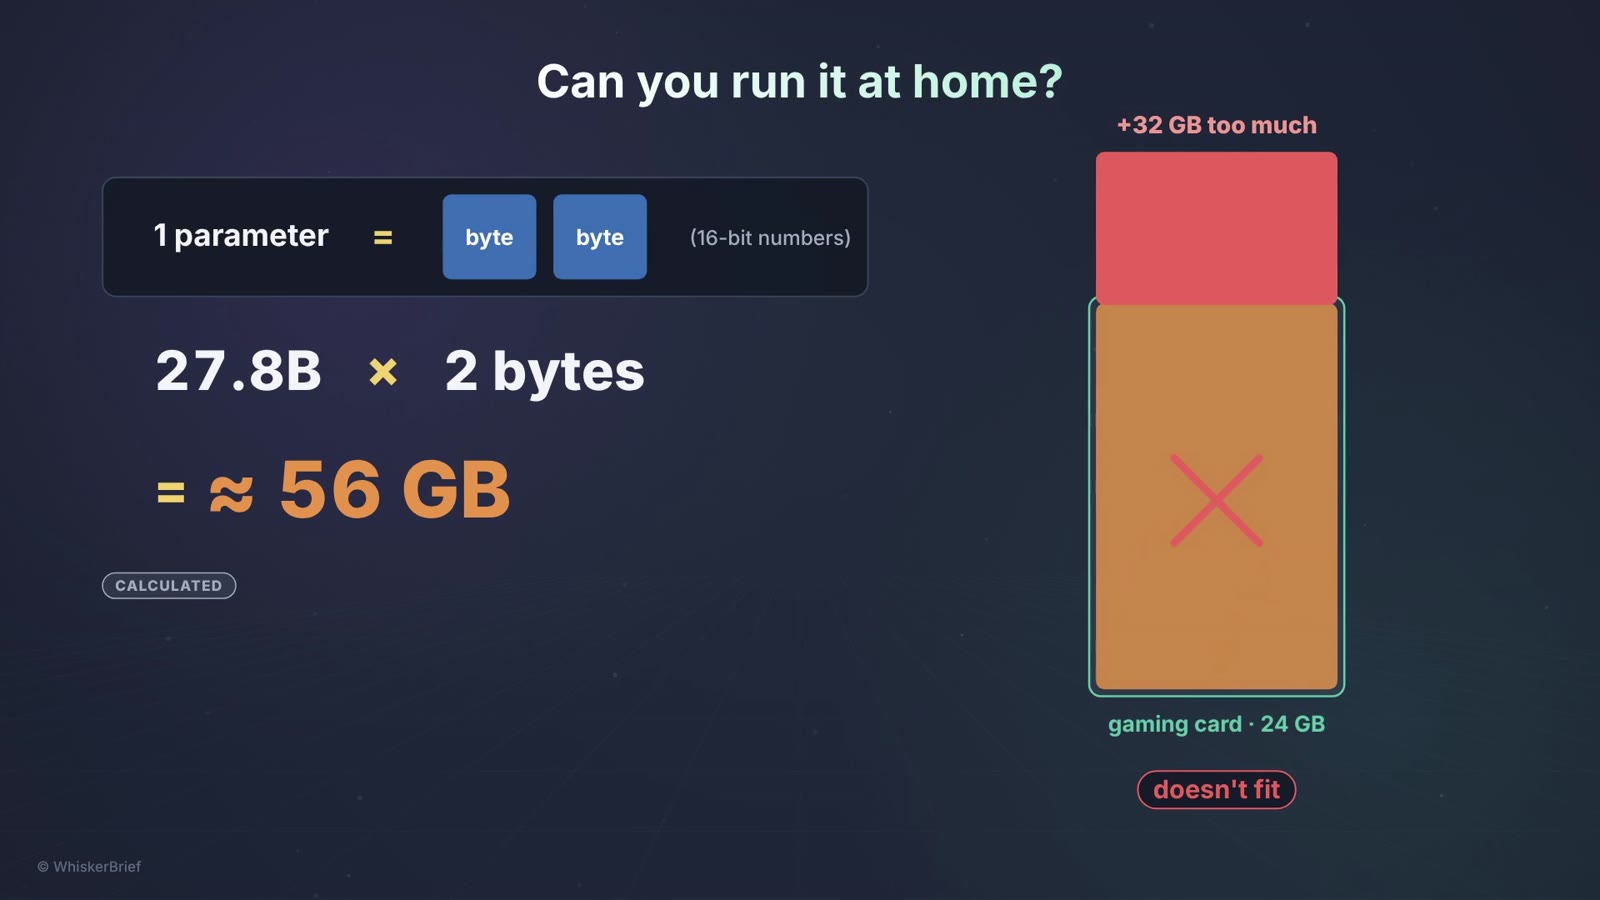 Can you run it at home?
+32 GB too much
1 parameter = byte byte (16-bit numbers)
27.8B × 2 bytes
= ≈ 56 GB
CALCULATED
gaming card · 24 GB
doesn't fit
© WhiskerBrief